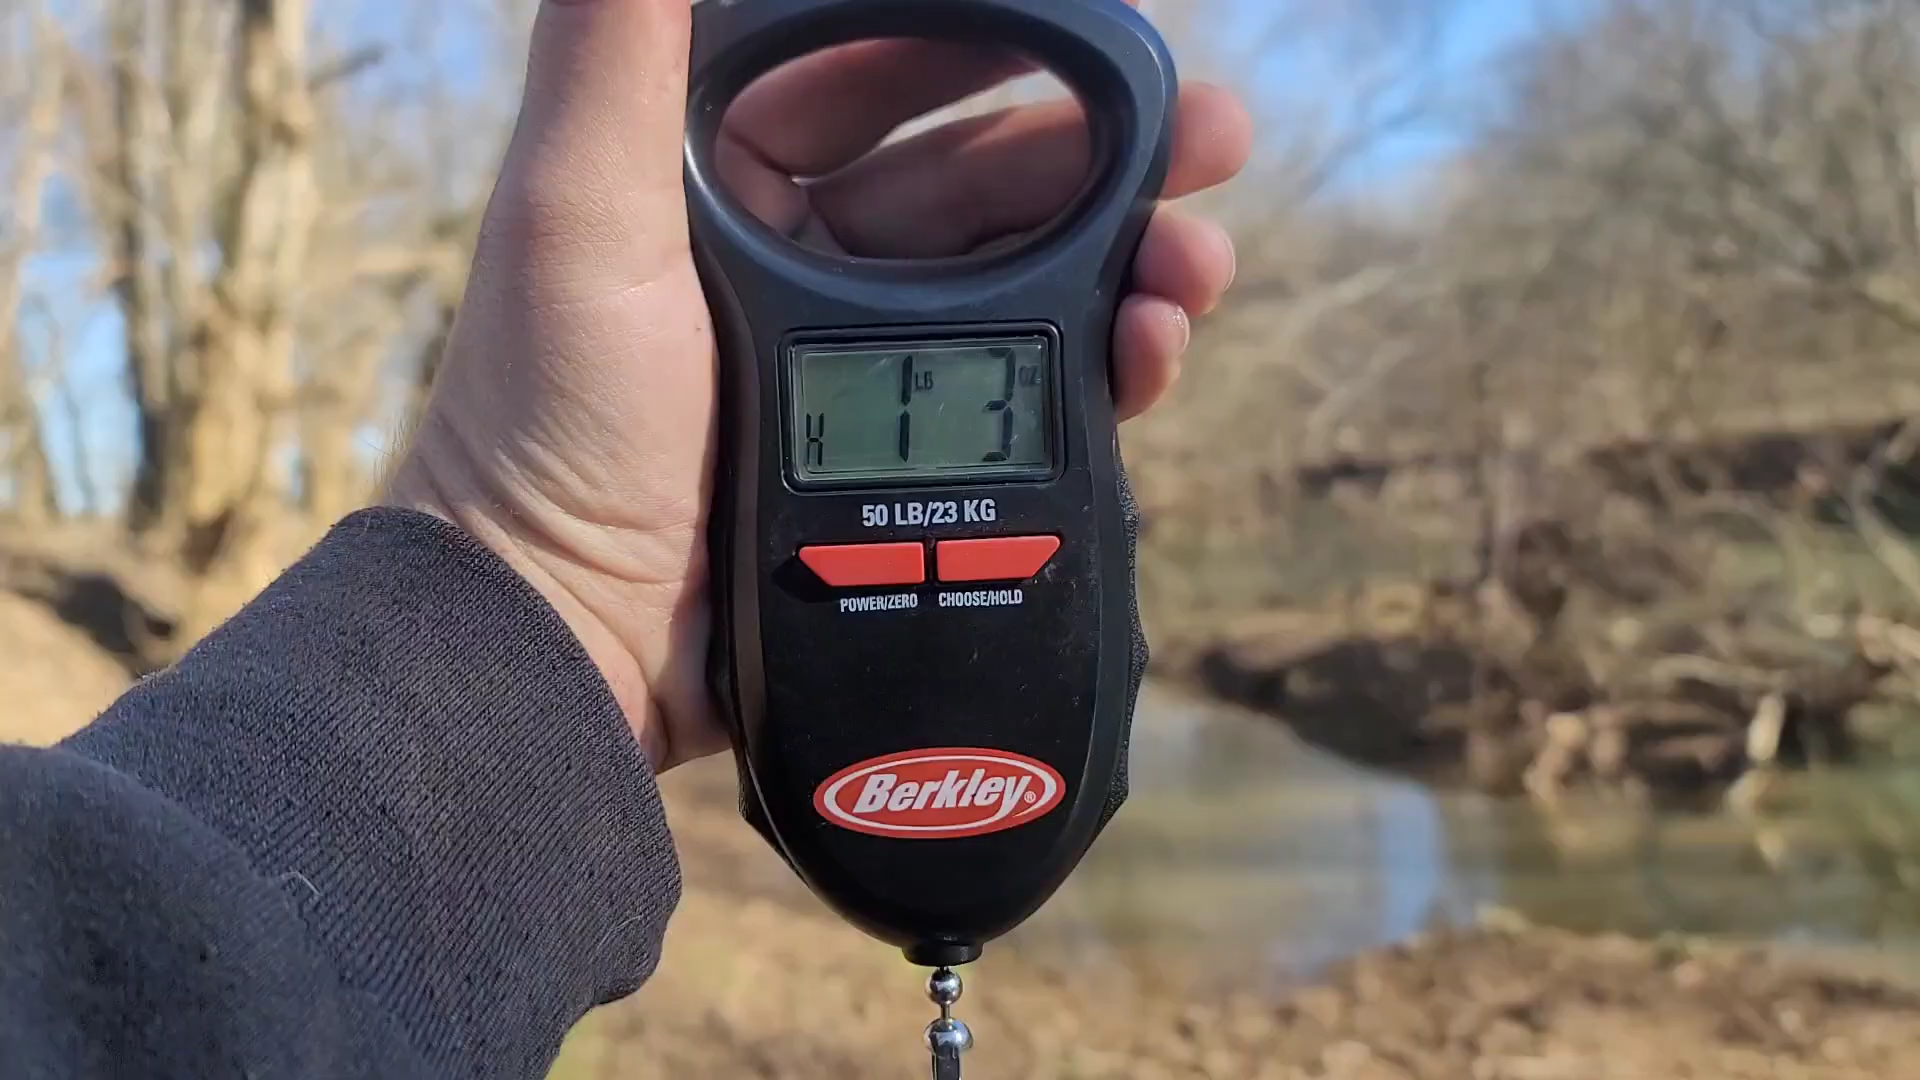 1 LB 3 OZ
H
50 LB/23 KG
POWER/ZERO CHOOSE/HOLD
Berkley®